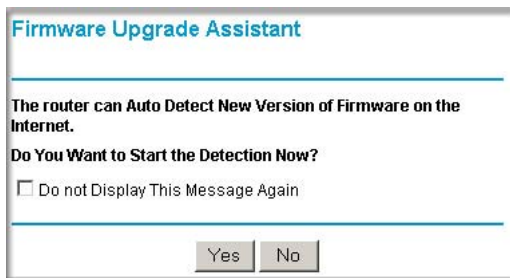 Firmware Upgrade Assistant
The router can Auto Detect New Version of Firmware on the
Internet.
Do You Want to Start the Detection Now?
Do not Display This Message Again
Yes No